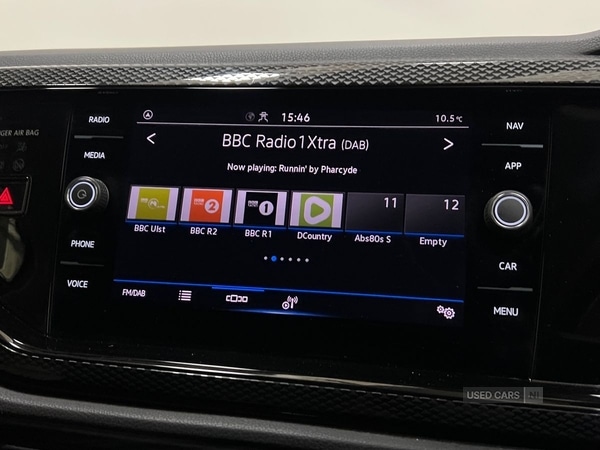 GER AIR BAG
RADIO
MEDIA
PHONE
VOICE
15:46
10.5°C
BBC Radio1Xtra (DAB)
Now playing: Runnin' by Pharcyde
2
1
11
12
BBC Ulst
BBC R2
BBC R1
DCountry
Abs80s S
Empty
FM/DAB
NAV
APP
CAR
MENU
USED CARS NI